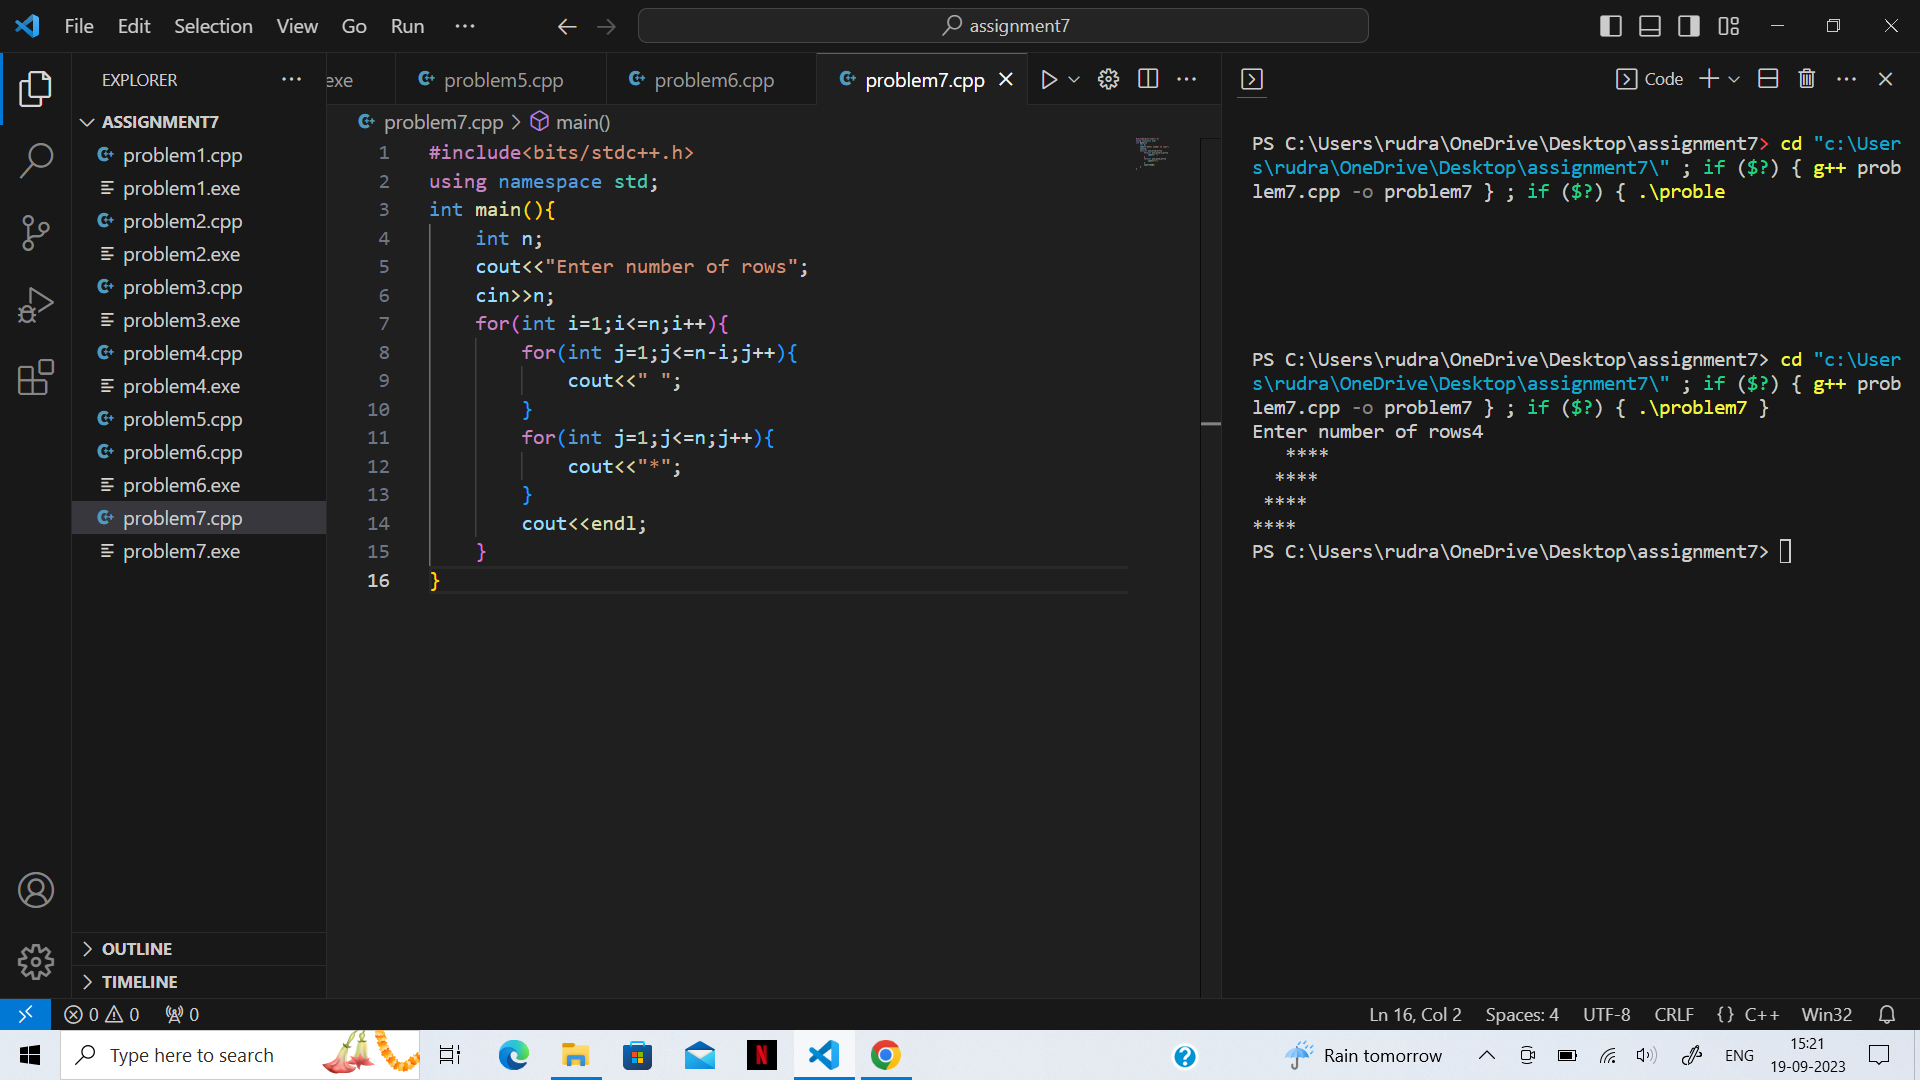 File Edit Selection View Go Run ···
assignment7
EXPLORER ···
exe problem5.cpp problem6.cpp problem7.cpp
Code
problem7.cpp > main()
ASSIGNMENT7
problem1.cpp
problem1.exe
problem2.cpp
problem2.exe
problem3.cpp
problem3.exe
problem4.cpp
problem4.exe
problem5.cpp
problem6.cpp
problem6.exe
problem7.cpp
problem7.exe
OUTLINE
TIMELINE
1 #include<bits/stdc++.h>
2 using namespace std;
3 int main(){
4     int n;
5     cout<<"Enter number of rows";
6     cin>>n;
7     for(int i=1;i<=n;i++){
8         for(int j=1;j<=n-i;j++){
9             cout<<" ";
10         }
11         for(int j=1;j<=n;j++){
12             cout<<"*";
13         }
14         cout<<endl;
15     }
16 }
PS C:\Users\rudra\OneDrive\Desktop\assignment7> cd "c:\User
s\rudra\OneDrive\Desktop\assignment7\" ; if ($?) { g++ prob
lem7.cpp -o problem7 } ; if ($?) { .\proble
PS C:\Users\rudra\OneDrive\Desktop\assignment7> cd "c:\User
s\rudra\OneDrive\Desktop\assignment7\" ; if ($?) { g++ prob
lem7.cpp -o problem7 } ; if ($?) { .\problem7 }
Enter number of rows4
   ****
  ****
 ****
****
PS C:\Users\rudra\OneDrive\Desktop\assignment7>
0 0 0
Ln 16, Col 2 Spaces: 4 UTF-8 CRLF {} C++ Win32
Type here to search
N
Rain tomorrow
ENG
15:21
19-09-2023